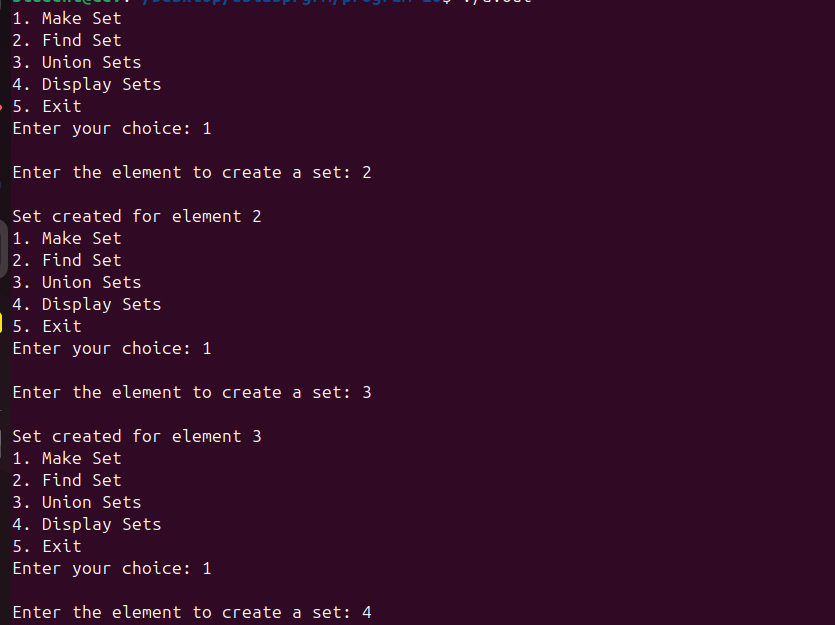 1. Make Set
2. Find Set
3. Union Sets
4. Display Sets
5. Exit
Enter your choice: 1
Enter the element to create a set: 2
Set created for element 2
1. Make Set
2. Find Set
3. Union Sets
4. Display Sets
5. Exit
Enter your choice: 1
Enter the element to create a set: 3
Set created for element 3
1. Make Set
2. Find Set
3. Union Sets
4. Display Sets
5. Exit
Enter your choice: 1
Enter the element to create a set: 4